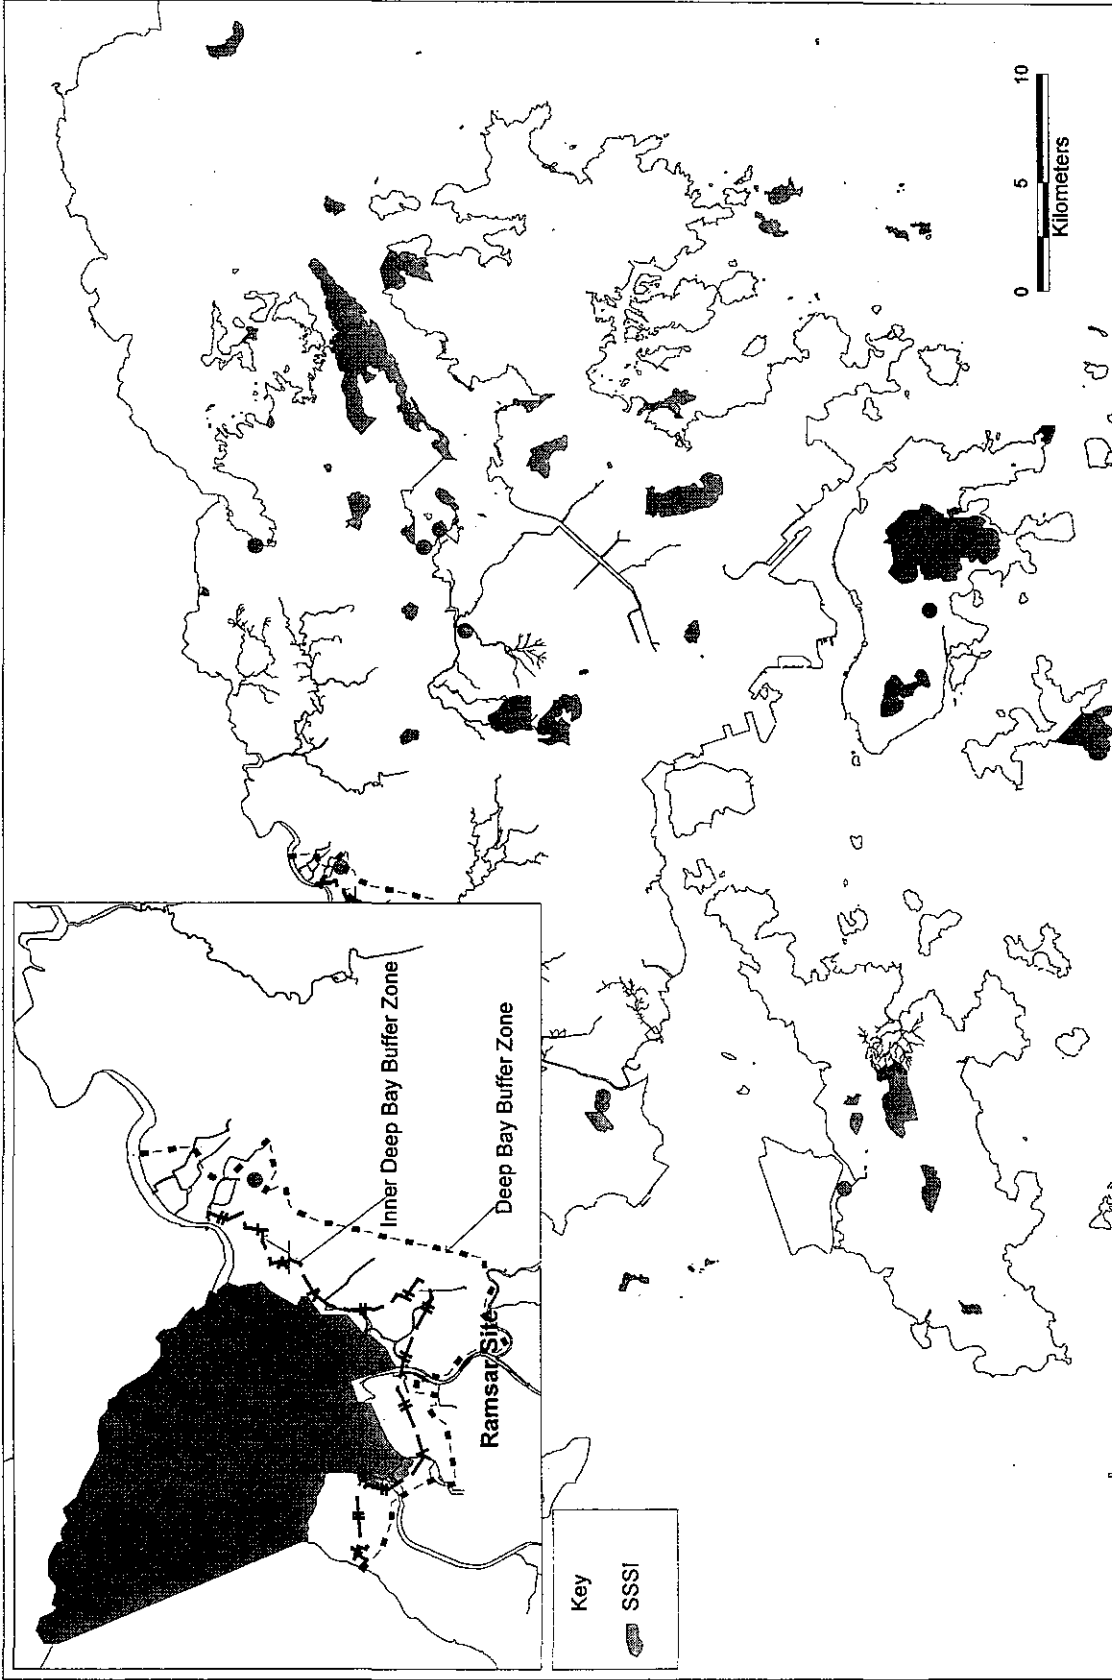 Inner Deep Bay Buffer Zone
Deep Bay Buffer Zone
Ramsar Site
Key
SSSI
0 5 10
Kilometers